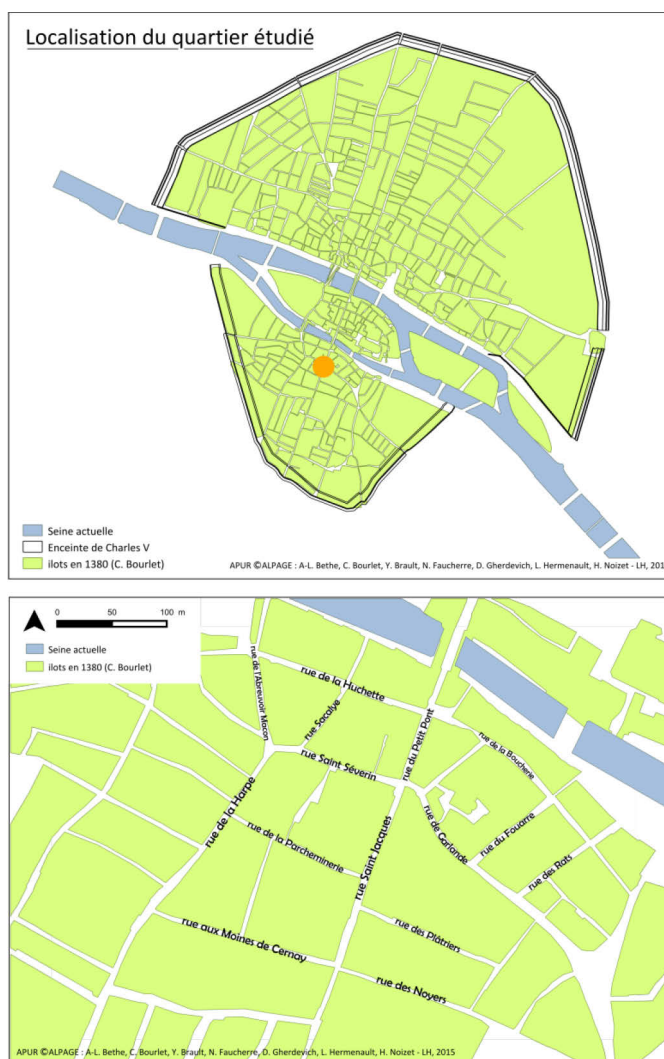 Localisation du quartier étudié
Seine actuelle
Enceinte de Charles V
ilots en 1380 (C. Bourlet)
APUR ©ALPAGE : A-L. Bethe, C. Bourlet, Y. Brault, N. Faucherre, D. Gherdevich, L. Hermenault, H. Noizet - LH, 201
0 50 100 m
Seine actuelle
ilots en 1380 (C. Bourlet)
rue de l'Abreuvoir Macon
rue de la Huchette
rue Sacalye
rue du Petit Pont
rue de la Boucherie
rue Saint Séverin
rue de la Harpe
rue de Garlande
rue du Fouarre
rue de la Parcheminerie
rue Saint Jacques
rue des Rats
rue aux Moines de Cernay
rue des Plâtriers
rue des Noyers
APUR ©ALPAGE : A-L. Bethe, C. Bourlet, Y. Brault, N. Faucherre, D. Gherdevich, L. Hermenault, H. Noizet - LH, 2015